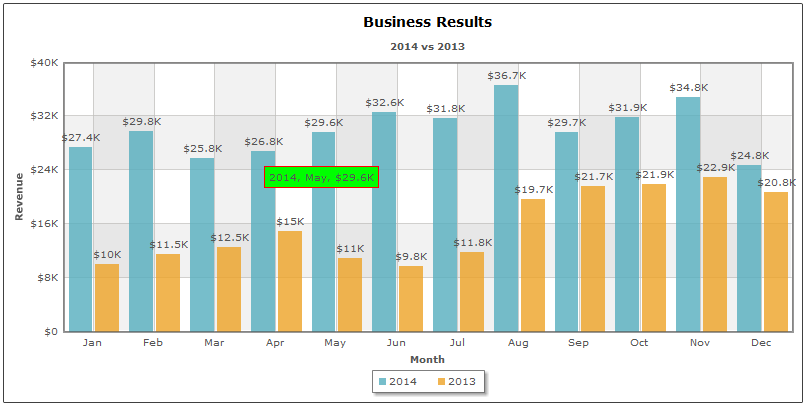 Business Results
2014 vs 2013
$40K
$32K
$24K
$16K
$8K
$0
Revenue
$27.4K
$29.8K
$25.8K
$26.8K
$29.6K
$32.6K
$31.8K
$36.7K
$29.7K
$31.9K
$34.8K
$24.8K
$10K
$11.5K
$12.5K
$15K
$11K
$9.8K
$11.8K
$19.7K
$21.7K
$21.9K
$22.9K
$20.8K
2014, May, $29.6K
Jan Feb Mar Apr May Jun Jul Aug Sep Oct Nov Dec
Month
2014 2013